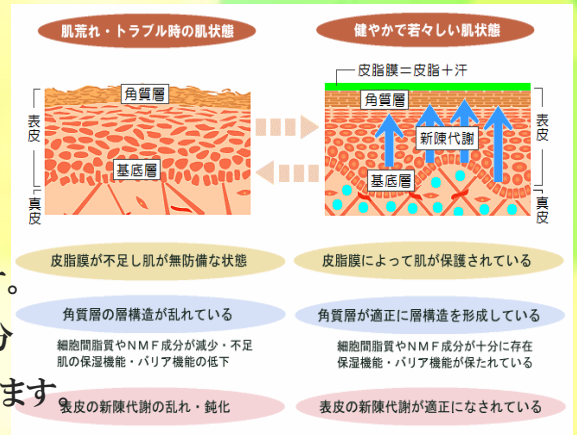 肌荒れ・トラブル時の肌状態
健やかで若々しい肌状態
角質層
基底層
表皮
真皮
皮脂膜＝皮脂＋汗
角質層
新陳代謝
基底層
表皮
真皮
皮脂膜が不足し肌が無防備な状態
皮脂膜によって肌が保護されている
角質層の層構造が乱れている
角質層が適正に層構造を形成している
細胞間脂質やＮＭＦ成分が減少・不足
肌の保湿機能・バリア機能の低下
細胞間脂質やＮＭＦ成分が十分に存在
保湿機能・バリア機能が保たれている
表皮の新陳代謝の乱れ・鈍化
表皮の新陳代謝が適正になされている
す。
分
ます。